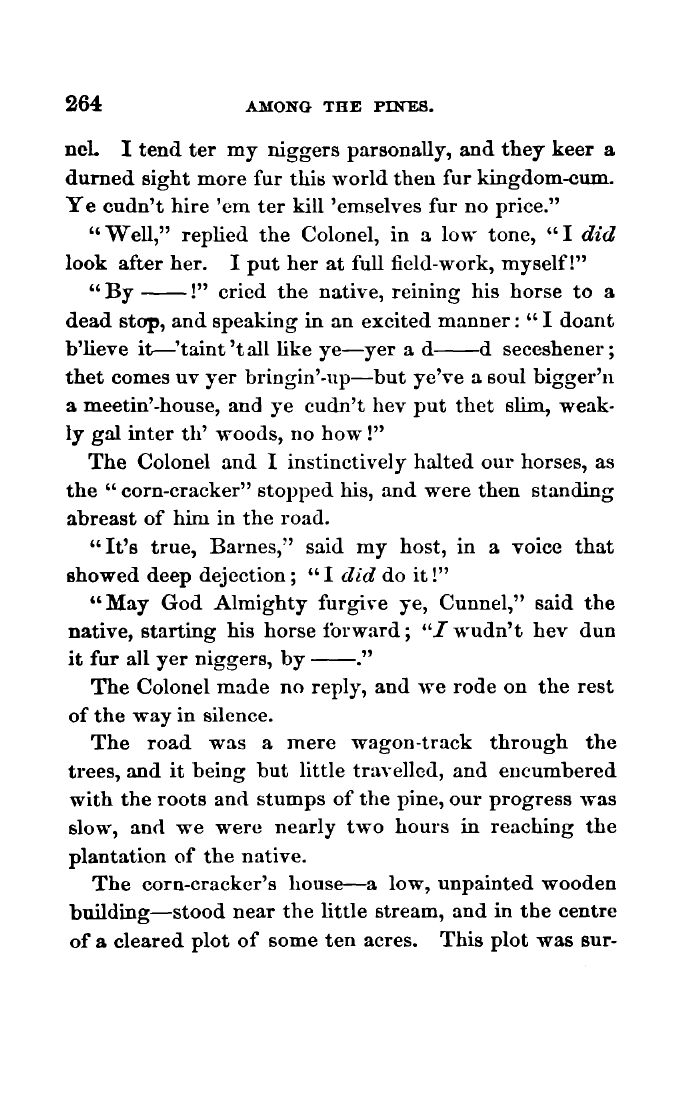 264 AMONG THE PINES.
nel. I tend ter my niggers parsonally, and they keer a
durned sight more fur this world then fur kingdom-cum.
Ye cudn't hire 'em ter kill 'emselves fur no price."
"Well," replied the Colonel, in a low tone, "I did
look after her. I put her at full field-work, myself!"
"By ——!" cried the native, reining his horse to a
dead stop, and speaking in an excited manner: "I doant
b'lieve it—'taint 'tall like ye—yer a d——d seceshener;
thet comes uv yer bringin'-up—but ye've a soul bigger'n
a meetin'-house, and ye cudn't hev put thet slim, weak-
ly gal inter th' woods, no how!"
The Colonel and I instinctively halted our horses, as
the "corn-cracker" stopped his, and were then standing
abreast of him in the road.
"It's true, Barnes," said my host, in a voice that
showed deep dejection; "I did do it!"
"May God Almighty furgive ye, Cunnel," said the
native, starting his horse forward; "I wudn't hev dun
it fur all yer niggers, by ——."
The Colonel made no reply, and we rode on the rest
of the way in silence.
The road was a mere wagon-track through the
trees, and it being but little travelled, and encumbered
with the roots and stumps of the pine, our progress was
slow, and we were nearly two hours in reaching the
plantation of the native.
The corn-cracker's house—a low, unpainted wooden
building—stood near the little stream, and in the centre
of a cleared plot of some ten acres. This plot was sur-